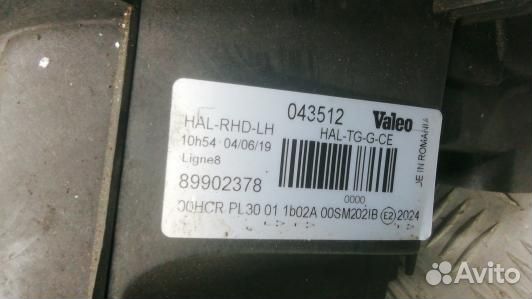 HAL-RHD-LH 043512 Valeo
10h54 04/06/19 HAL-TG-G-CE
Ligne8
89902378
0000
00HCR PL30 01 1b02A 00SM202IB E2 2024
DE IN ROMANIA
Avito